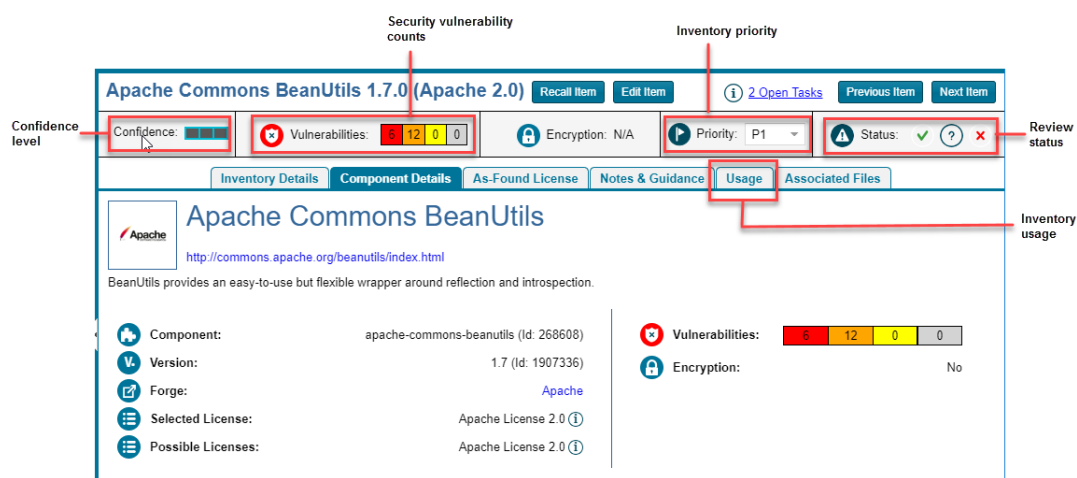 Security vulnerability
counts
Inventory priority
Apache Commons BeanUtils 1.7.0 (Apache 2.0) Recall Item Edit Item i 2 Open Tasks Previous Item Next Item
Confidence
level
Confidence: Vulnerabilities: 6 12 0 0 Encryption: N/A Priority: P1 Status: ?
Review
status
Inventory Details Component Details As-Found License Notes & Guidance Usage Associated Files
Inventory
usage
Apache
Apache Commons BeanUtils
http://commons.apache.org/beanutils/index.html
BeanUtils provides an easy-to-use but flexible wrapper around reflection and introspection.
Component: apache-commons-beanutils (Id: 268608)
V. Version: 1.7 (Id: 1907336)
Forge: Apache
Selected License: Apache License 2.0 i
Possible Licenses: Apache License 2.0 i
Vulnerabilities: 6 12 0 0
Encryption: No